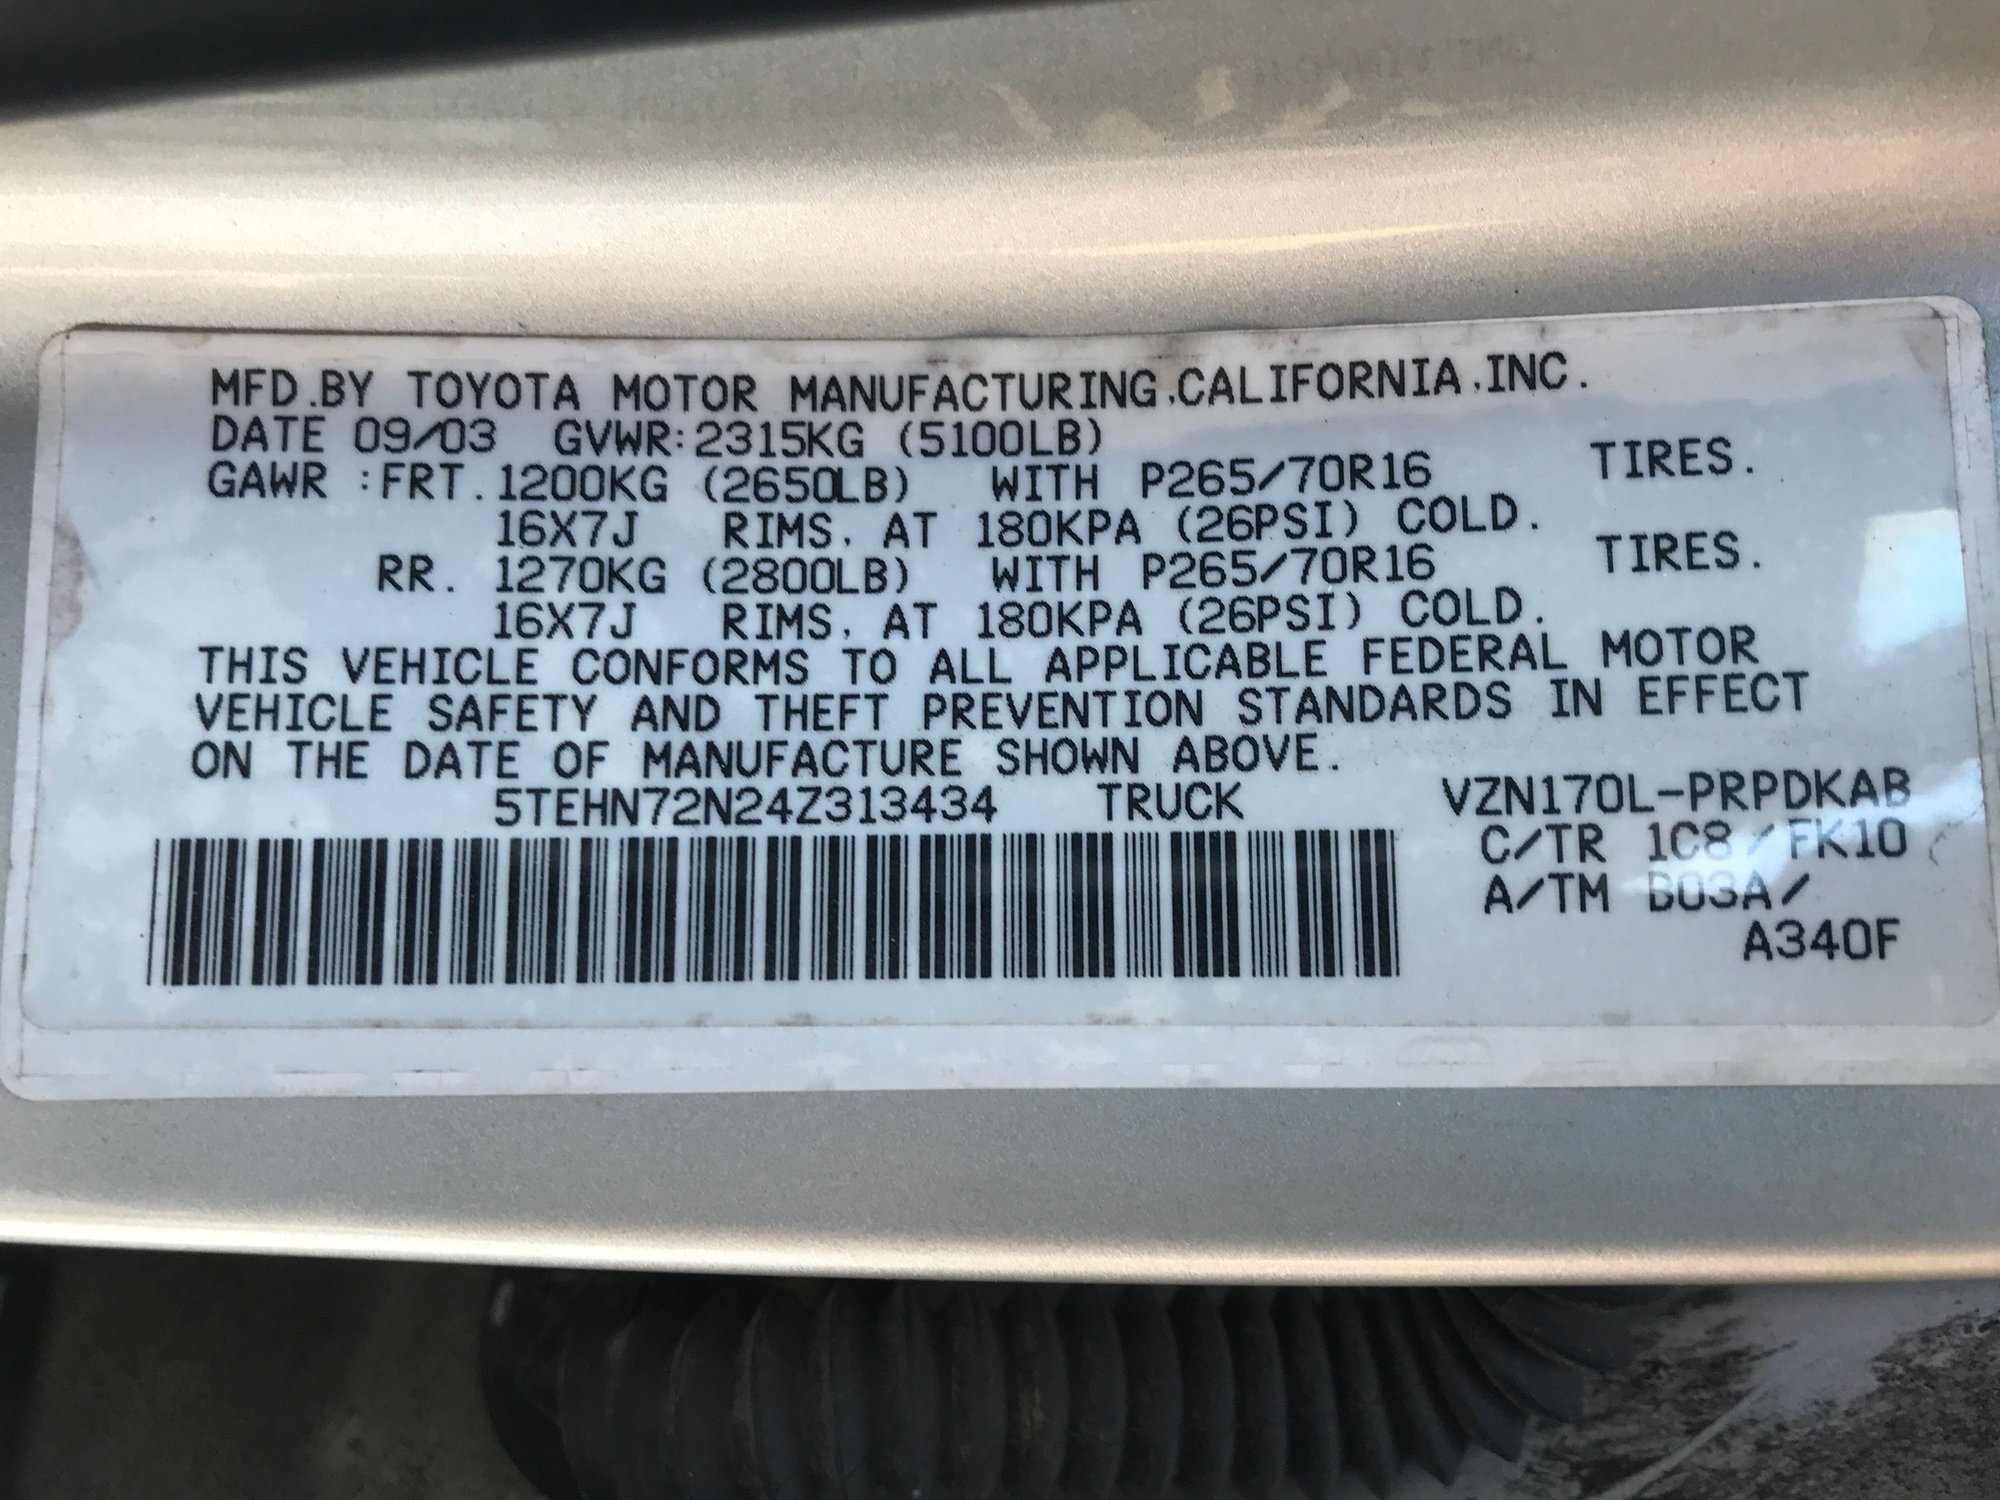 MFD.BY TOYOTA MOTOR MANUFACTURING,CALIFORNIA,INC.
DATE 09/03 GVWR:2315KG (5100LB)
GAWR :FRT. 1200KG (2650LB) WITH P265/70R16 TIRES.
16X7J RIMS, AT 180KPA (26PSI) COLD.
RR. 1270KG (2800LB) WITH P265/70R16 TIRES.
16X7J RIMS, AT 180KPA (26PSI) COLD.
THIS VEHICLE CONFORMS TO ALL APPLICABLE FEDERAL MOTOR
VEHICLE SAFETY AND THEFT PREVENTION STANDARDS IN EFFECT
ON THE DATE OF MANUFACTURE SHOWN ABOVE.
5TEHN72N24Z313434 TRUCK VZN170L-PRPDKAB
C/TR 1C8/FK10
A/TM B03A/
A340F